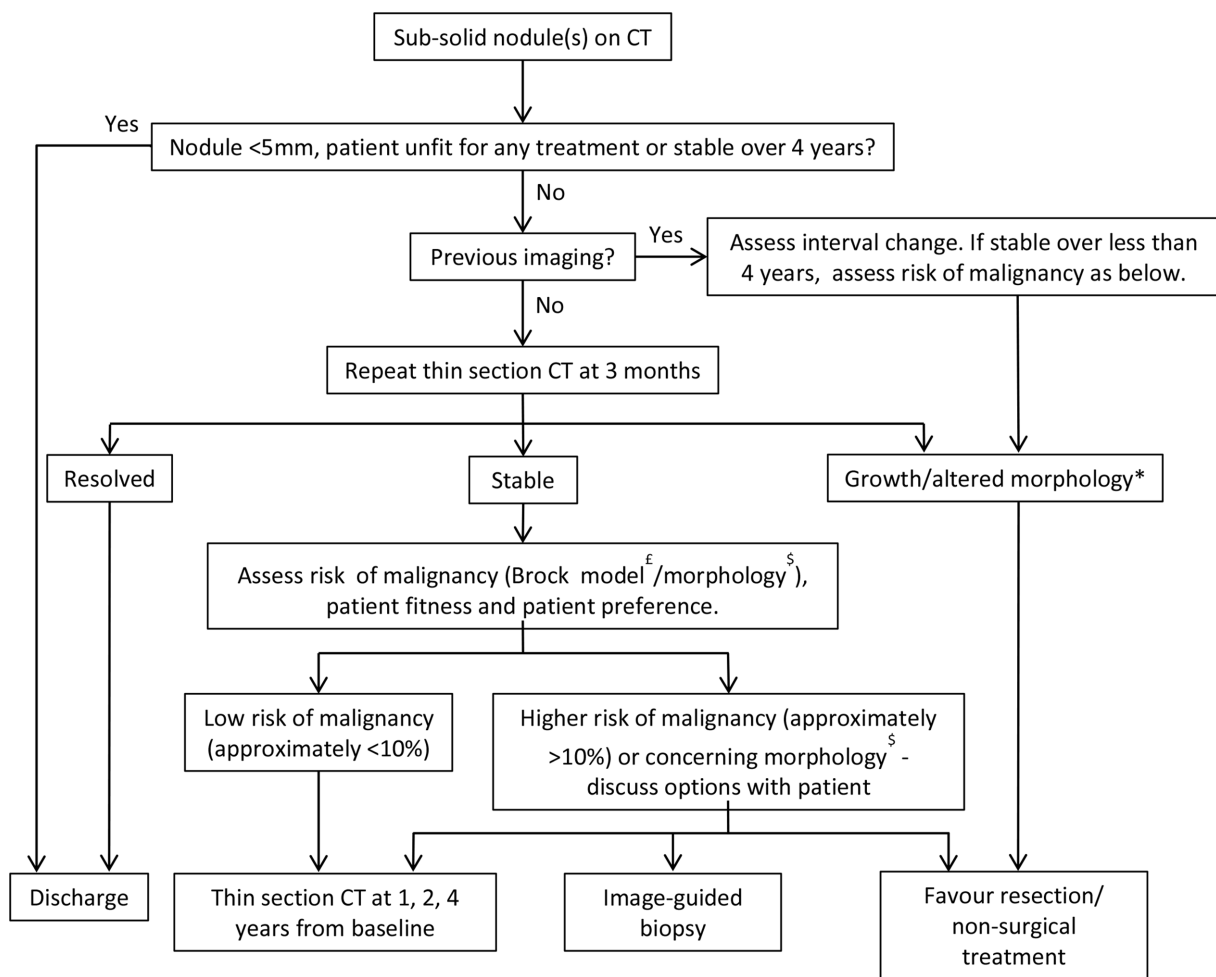 Sub-solid nodule(s) on CT
Yes
Nodule <5mm, patient unfit for any treatment or stable over 4 years?
No
Previous imaging?
Yes
Assess interval change. If stable over less than
4 years,  assess risk of malignancy as below.
No
Repeat thin section CT at 3 months
Resolved
Stable
Growth/altered morphology*
Assess risk  of malignancy (Brock  model£/morphology$),
patient fitness and patient preference.
Low risk of malignancy
(approximately <10%)
Higher risk of malignancy (approximately
>10%) or concerning morphology$ -
discuss options with patient
Discharge
Thin section CT at 1, 2, 4
years from baseline
Image-guided
biopsy
Favour resection/
non-surgical
treatment